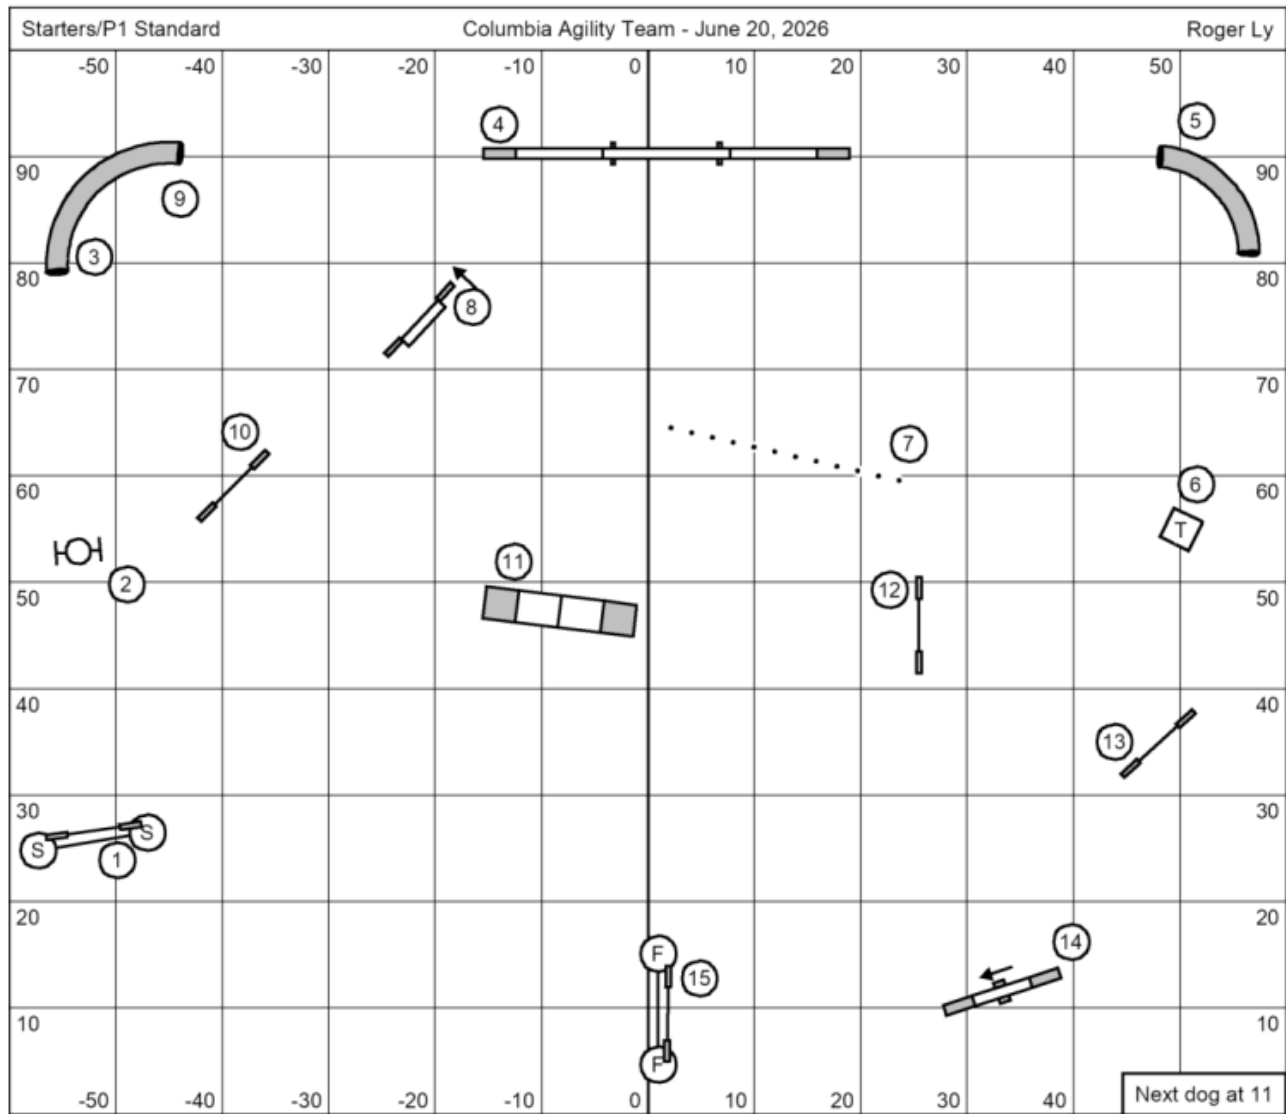 Starters/P1 Standard Columbia Agility Team - June 20, 2026 Roger Ly
-50 -40 -30 -20 -10 0 10 20 30 40 50
4 5
90 90
9
3
80 80
8
70 70
10 7
60 6 60
T
11
2 12
50 50
40 40
13
30 30
S S
1
20 20
F 14
15
10 10
F
-50 -40 -30 -20 -10 0 10 20 30 40
Next dog at 11